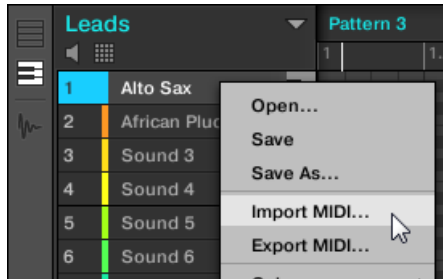 Leads
Pattern 3
1
1.
1 Alto Sax
2 African Pluc
3 Sound 3
4 Sound 4
5 Sound 5
6 Sound 6
Open...
Save
Save As...
Import MIDI...
Export MIDI...